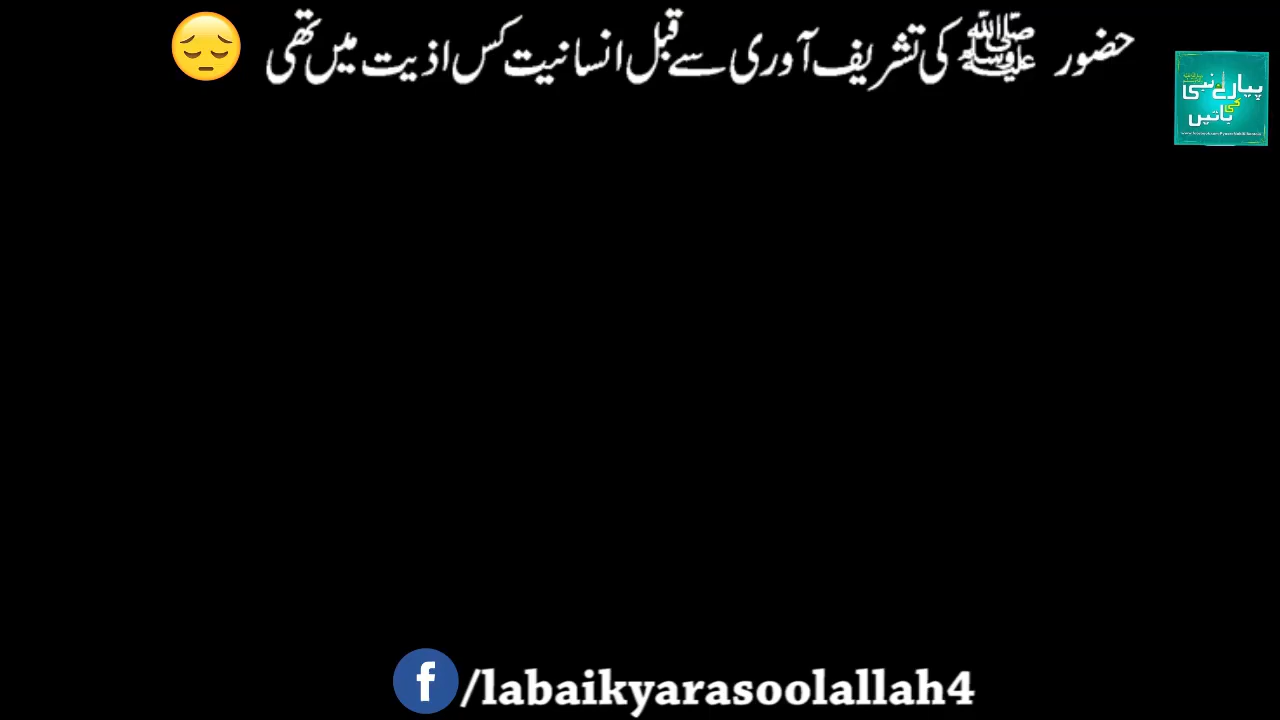 حضور ﷺ کی تشریف آوری سے قبل انسانیت کس اذیت میں تھی 😔
پیارے نبی
کی
باتیں
/labaikyarasoolallah4